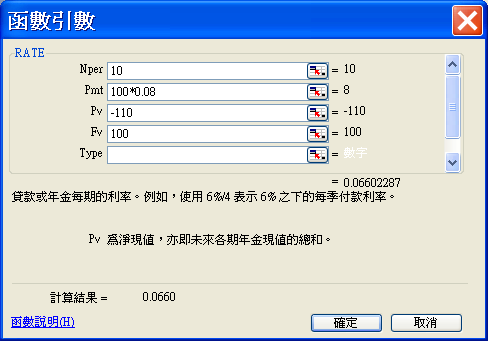 函數引數
RATE
Nper 10 = 10
Pmt 100*0.08 = 8
Pv -110 = -110
Fv 100 = 100
Type = 數字
= 0.06602287
貸款或年金每期的利率。例如，使用 6%/4 表示 6% 之下的每季付款利率。
Pv 為淨現值，亦即未來各期年金現值的總和。
計算結果 = 0.0660
函數說明(H) 確定 取消